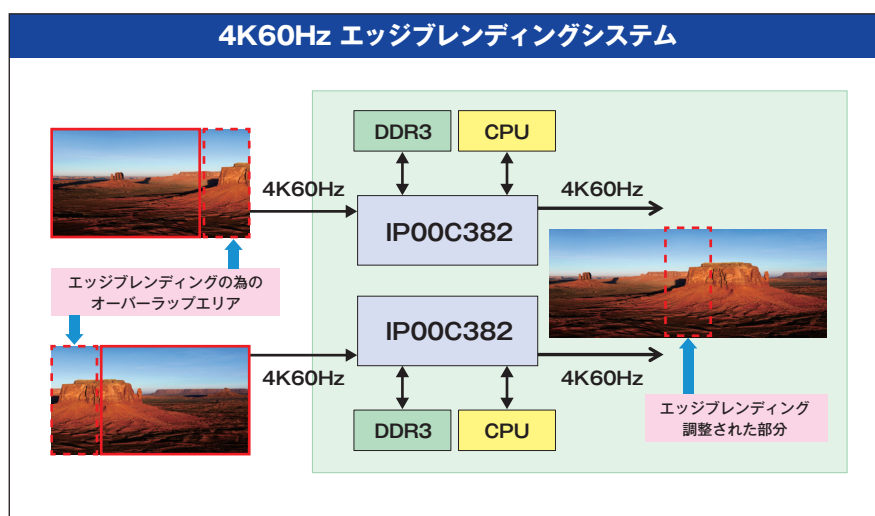 4K60Hz エッジブレンディングシステム
DDR3
CPU
4K60Hz
4K60Hz
IP00C382
エッジブレンディングの為の
オーバーラップエリア
IP00C382
4K60Hz
4K60Hz
DDR3
CPU
エッジブレンディング
調整された部分